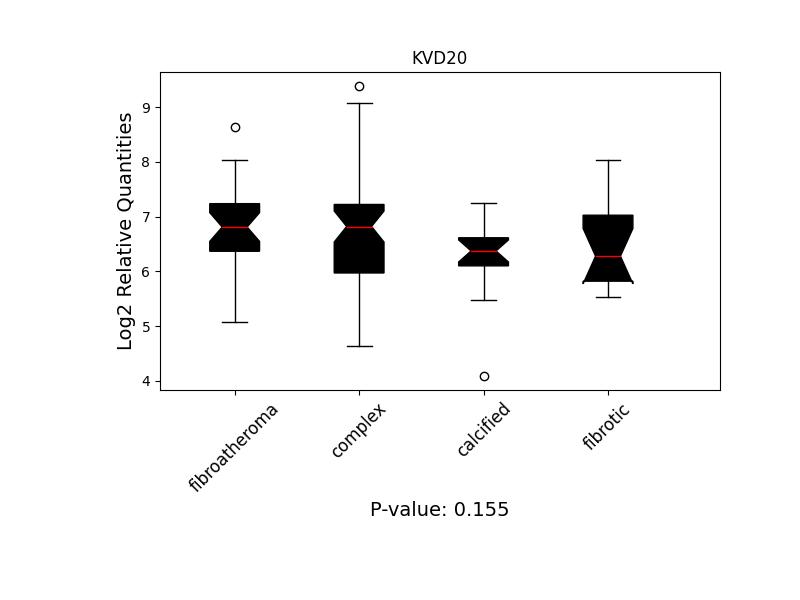 KVD20
Log2 Relative Quantities
9
8
7
6
5
4
fibroatheroma
complex
calcified
fibrotic
P-value: 0.155